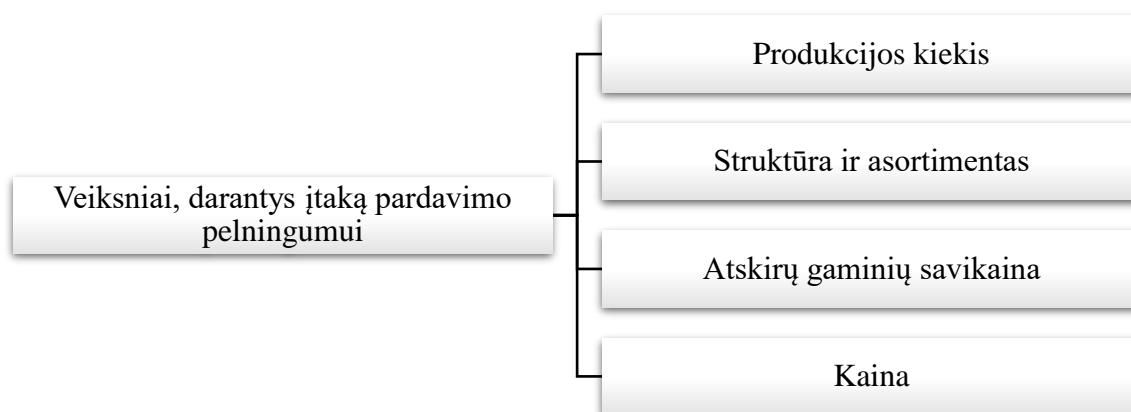 Produkcijos kiekis
Struktūra ir asortimentas
Veiksniai, darantys įtaką pardavimo
pelningumui
Atskirų gaminių savikaina
Kaina